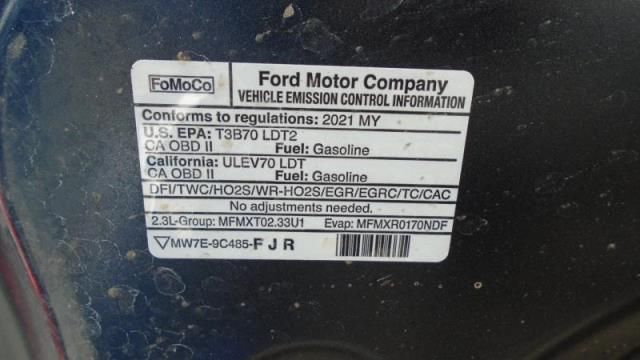 FoMoCo
Ford Motor Company
VEHICLE EMISSION CONTROL INFORMATION
Conforms to regulations: 2021 MY
U.S. EPA: T3B70 LDT2
CA OBD II Fuel: Gasoline
California: ULEV70 LDT
CA OBD II Fuel: Gasoline
DFI/TWC/HO2S/WR-HO2S/EGR/EGRC/TC/CAC
No adjustments needed.
2.3L-Group: MFMXT02.33U1 Evap: MFMXR0170NDF
MW7E-9C485-F J R